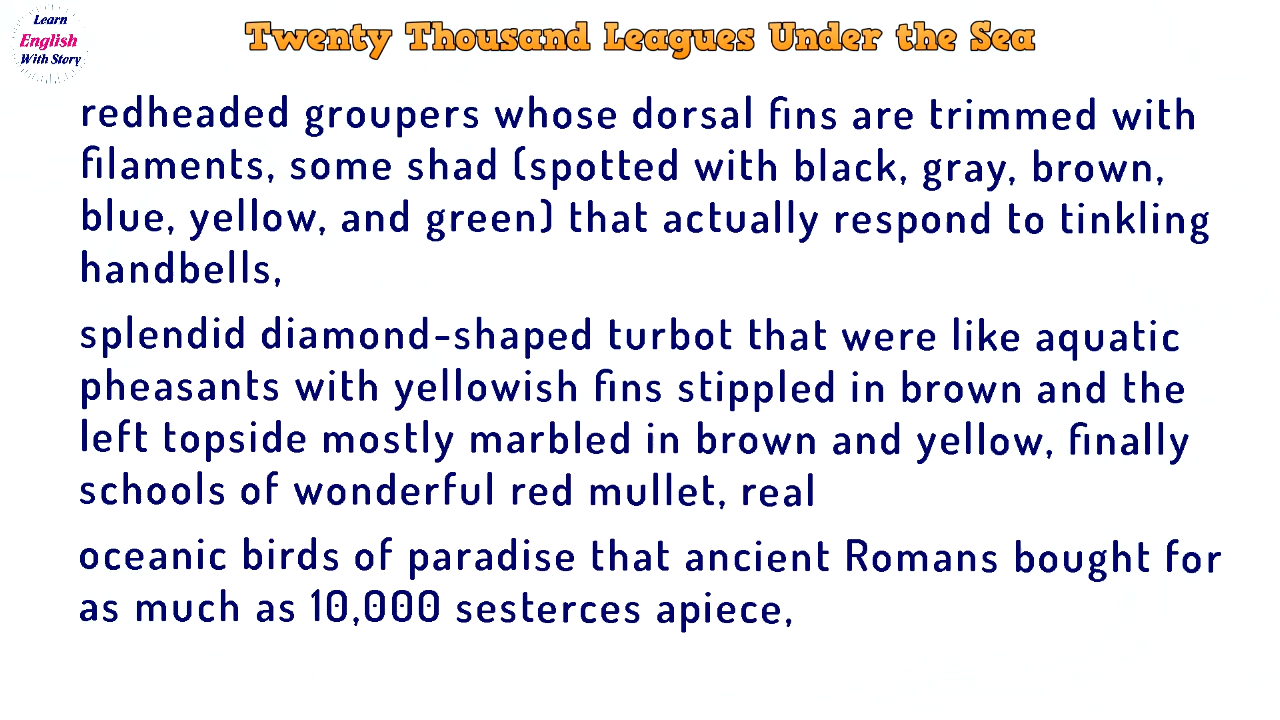 Learn
English
With Story
Twenty Thousand Leagues Under the Sea
redheaded groupers whose dorsal fins are trimmed with
filaments, some shad (spotted with black, gray, brown,
blue, yellow, and green) that actually respond to tinkling
handbells,
splendid diamond-shaped turbot that were like aquatic
pheasants with yellowish fins stippled in brown and the
left topside mostly marbled in brown and yellow, finally
schools of wonderful red mullet, real
oceanic birds of paradise that ancient Romans bought for
as much as 10,000 sesterces apiece,